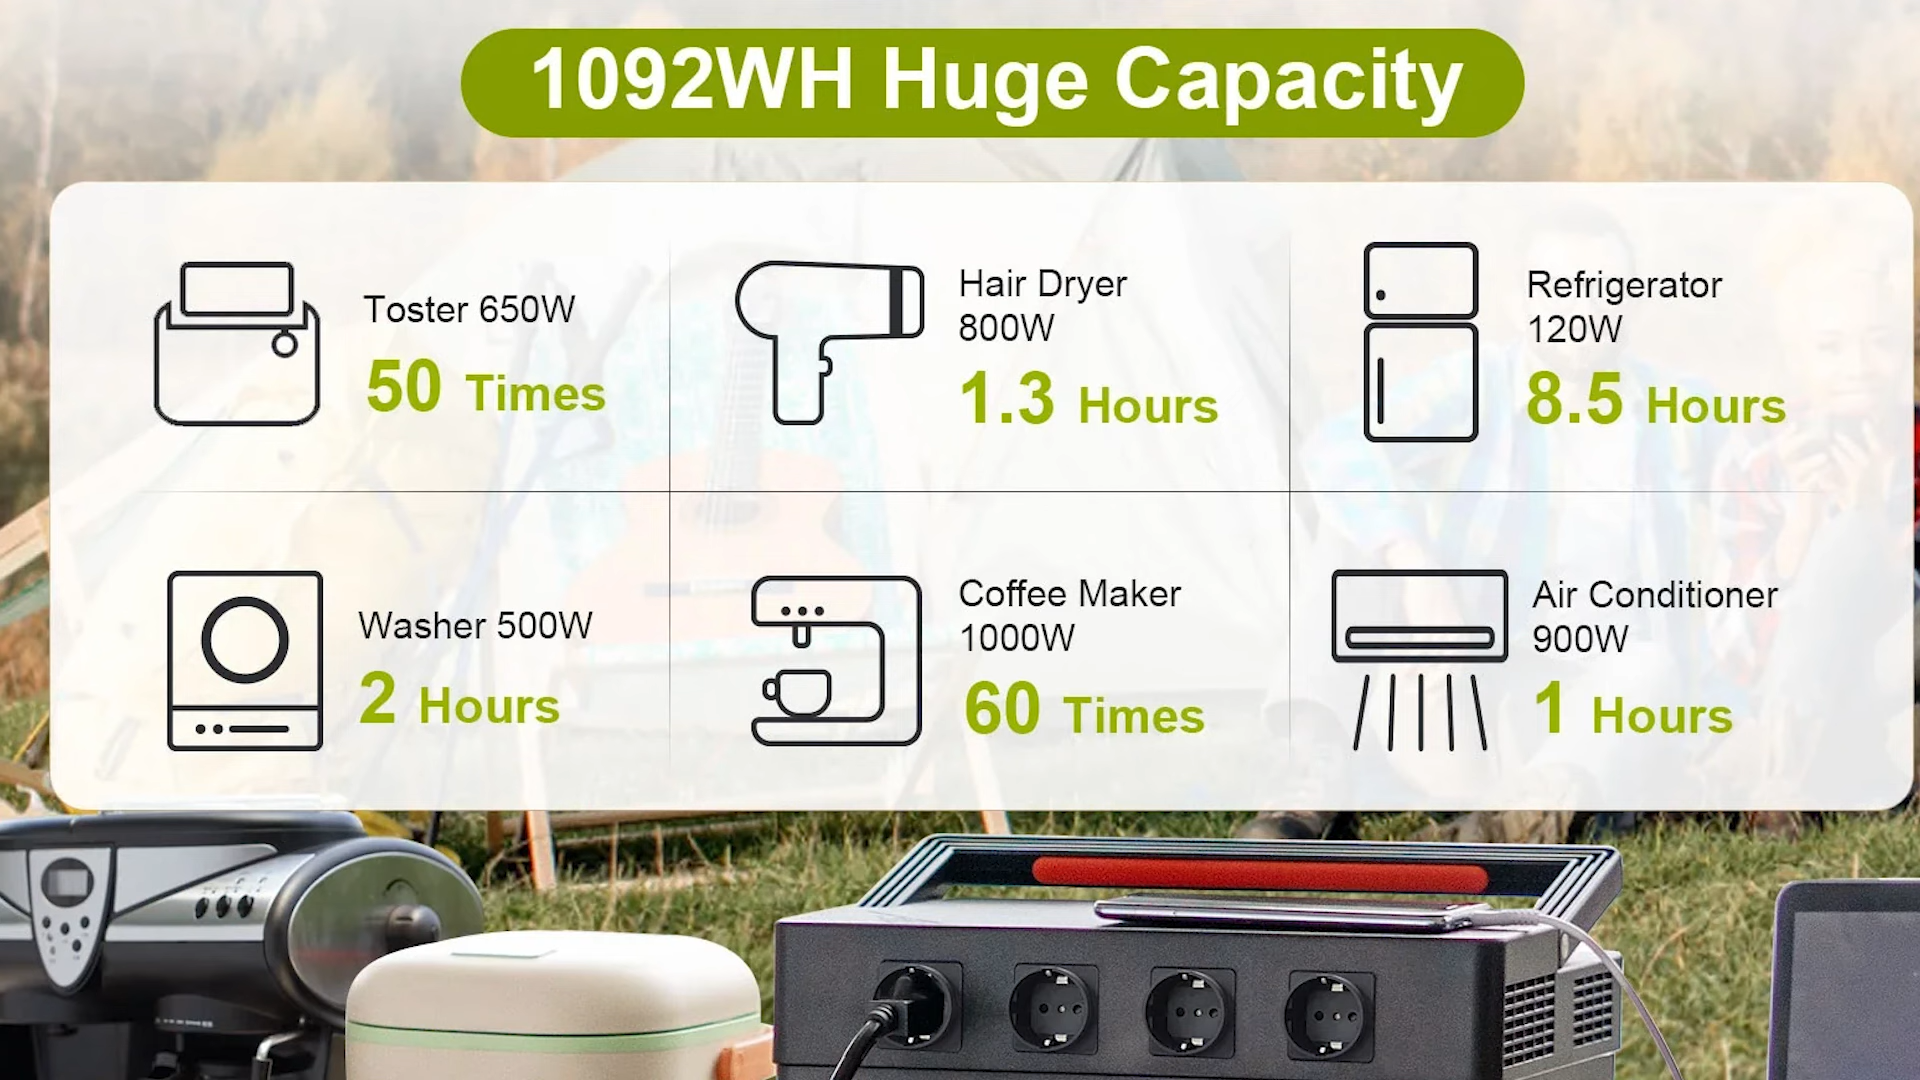 1092WH Huge Capacity
Toster 650W
50 Times
Hair Dryer
800W
1.3 Hours
Refrigerator
120W
8.5 Hours
Washer 500W
2 Hours
Coffee Maker
1000W
60 Times
Air Conditioner
900W
1 Hours